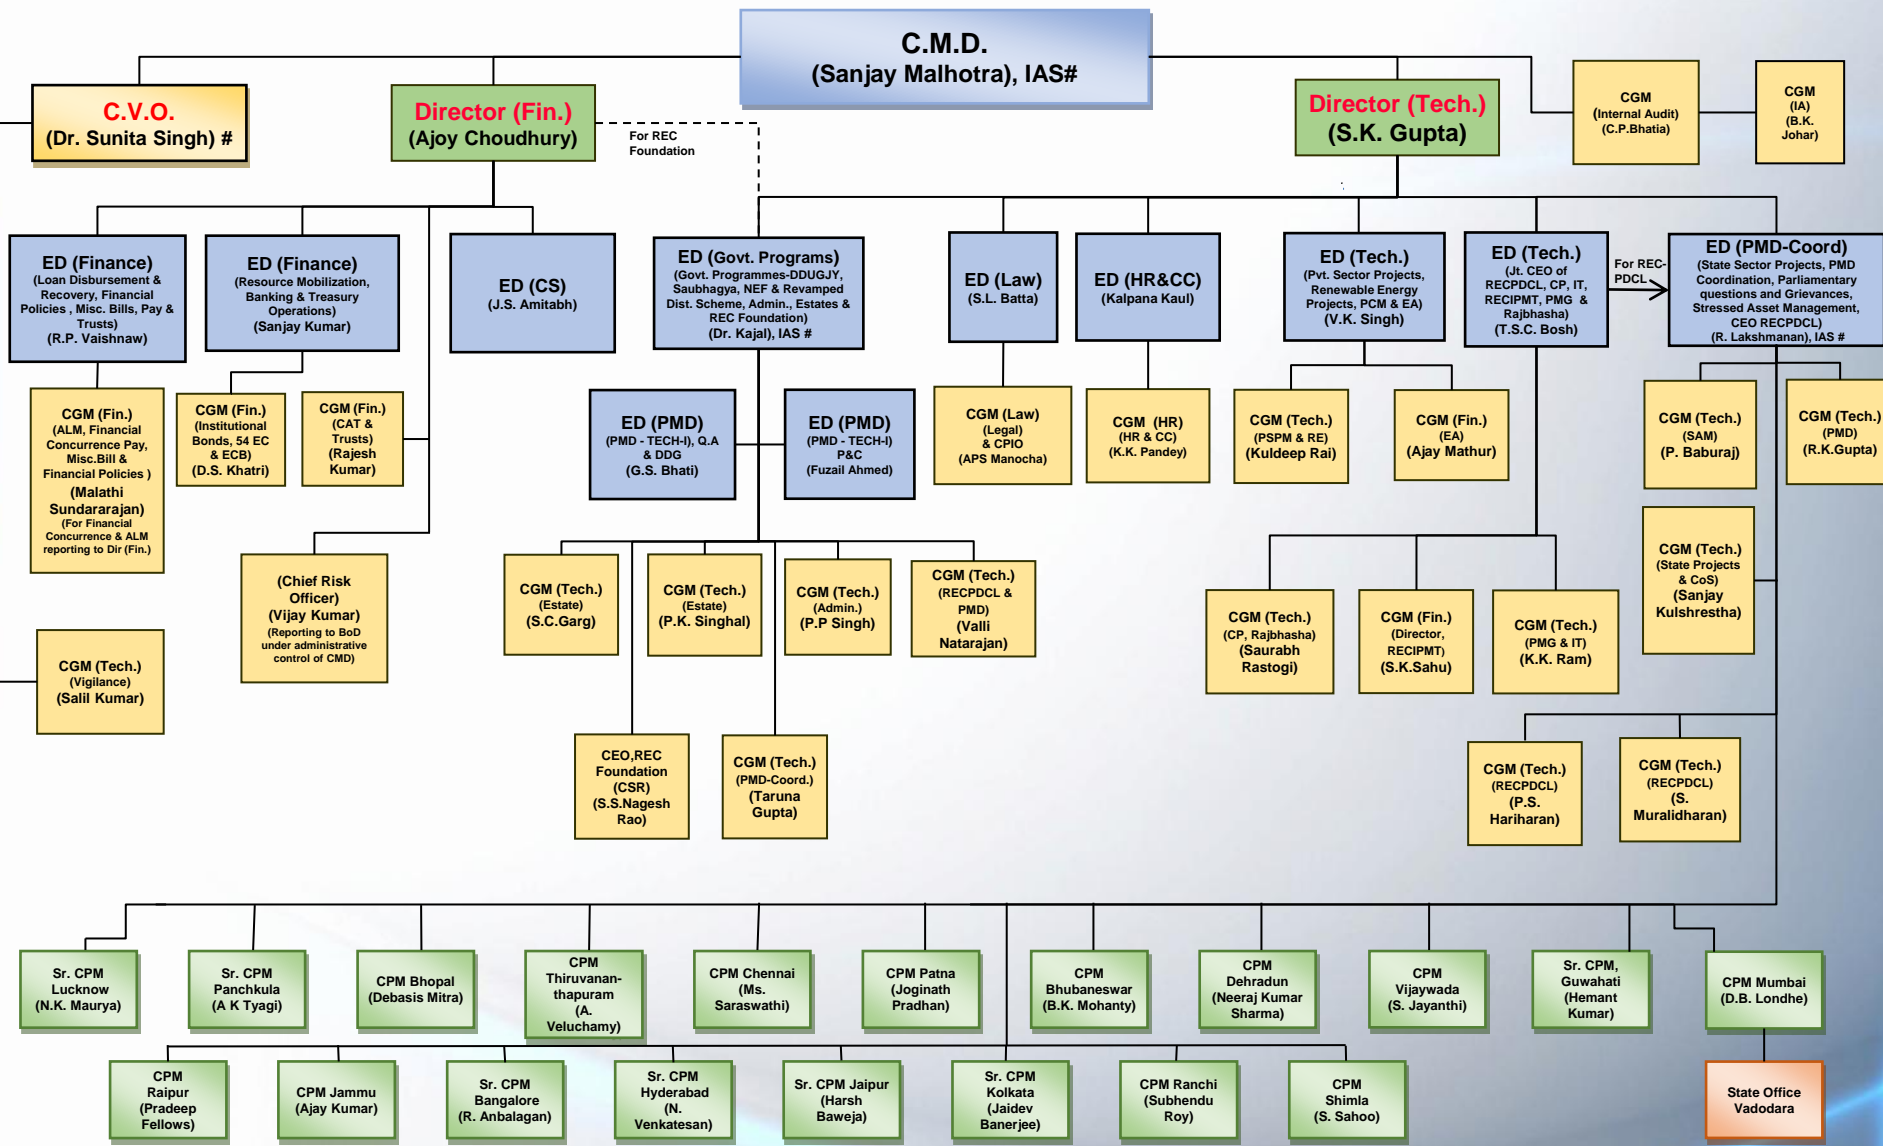 C.M.D.
(Sanjay Malhotra), IAS#
C.V.O.
(Dr. Sunita Singh) #
Director (Fin.)
(Ajoy Choudhury)
For REC
Foundation
Director (Tech.)
(S.K. Gupta)
CGM
(Internal Audit)
(C.P.Bhatia)
CGM
(IA)
(B.K.
Johar)
ED (Finance)
(Loan Disbursement &
Recovery, Financial
Policies , Misc. Bills, Pay &
Trusts)
(R.P. Vaishnaw)
ED (Finance)
(Resource Mobilization,
Banking & Treasury
Operations)
(Sanjay Kumar)
ED (CS)
(J.S. Amitabh)
ED (Govt. Programs)
(Govt. Programmes-DDUGJY,
Saubhagya, NEF & Revamped
Dist. Scheme, Admin., Estates &
REC Foundation)
(Dr. Kajal), IAS #
ED (Law)
(S.L. Batta)
ED (HR&CC)
(Kalpana Kaul)
ED (Tech.)
(Pvt. Sector Projects,
Renewable Energy
Projects, PCM & EA)
(V.K. Singh)
ED (Tech.)
(Jt. CEO of
RECPDCL, CP, IT,
RECIPMT, PMG &
Rajbhasha)
(T.S.C. Bosh)
For REC-
PDCL
ED (PMD-Coord)
(State Sector Projects, PMD
Coordination, Parliamentary
questions and Grievances,
Stressed Asset Management,
CEO RECPDCL)
(R. Lakshmanan), IAS #
CGM (Fin.)
(ALM, Financial
Concurrence Pay,
Misc.Bill &
Financial Policies )
(Malathi
Sundararajan)
(For Financial
Concurrence & ALM
reporting to Dir (Fin.)
CGM (Fin.)
(Institutional
Bonds, 54 EC
& ECB)
(D.S. Khatri)
CGM (Fin.)
(CAT &
Trusts)
(Rajesh
Kumar)
ED (PMD)
(PMD - TECH-I), Q.A
& DDG
(G.S. Bhati)
ED (PMD)
(PMD - TECH-I)
P&C
(Fuzail Ahmed)
CGM (Law)
(Legal)
& CPIO
(APS Manocha)
CGM (HR)
(HR & CC)
(K.K. Pandey)
CGM (Tech.)
(PSPM & RE)
(Kuldeep Rai)
CGM (Fin.)
(EA)
(Ajay Mathur)
CGM (Tech.)
(SAM)
(P. Baburaj)
CGM (Tech.)
(PMD)
(R.K.Gupta)
(Chief Risk
Officer)
(Vijay Kumar)
(Reporting to BoD
under administrative
control of CMD)
CGM (Tech.)
(Estate)
(S.C.Garg)
CGM (Tech.)
(Estate)
(P.K. Singhal)
CGM (Tech.)
(Admin.)
(P.P Singh)
CGM (Tech.)
(RECPDCL &
PMD)
(Valli
Natarajan)
CGM (Tech.)
(State Projects
& CoS)
(Sanjay
Kulshrestha)
CGM (Tech.)
(CP, Rajbhasha)
(Saurabh
Rastogi)
CGM (Fin.)
(Director,
RECIPMT)
(S.K.Sahu)
CGM (Tech.)
(PMG & IT)
(K.K. Ram)
CGM (Tech.)
(Vigilance)
(Salil Kumar)
CEO,REC
Foundation
(CSR)
(S.S.Nagesh
Rao)
CGM (Tech.)
(PMD-Coord.)
(Taruna
Gupta)
CGM (Tech.)
(RECPDCL)
(P.S.
Hariharan)
CGM (Tech.)
(RECPDCL)
(S.
Muralidharan)
Sr. CPM
Lucknow
(N.K. Maurya)
Sr. CPM
Panchkula
(A K Tyagi)
CPM Bhopal
(Debasis Mitra)
CPM
Thiruvanan-
thapuram
(A.
Veluchamy)
CPM Chennai
(Ms.
Saraswathi)
CPM Patna
(Joginath
Pradhan)
CPM
Bhubaneswar
(B.K. Mohanty)
CPM
Dehradun
(Neeraj Kumar
Sharma)
CPM
Vijaywada
(S. Jayanthi)
Sr. CPM,
Guwahati
(Hemant
Kumar)
CPM Mumbai
(D.B. Londhe)
CPM
Raipur
(Pradeep
Fellows)
CPM Jammu
(Ajay Kumar)
Sr. CPM
Bangalore
(R. Anbalagan)
Sr. CPM
Hyderabad
(N.
Venkatesan)
Sr. CPM Jaipur
(Harsh
Baweja)
Sr. CPM
Kolkata
(Jaidev
Banerjee)
CPM Ranchi
(Subhendu
Roy)
CPM
Shimla
(S. Sahoo)
State Office
Vadodara